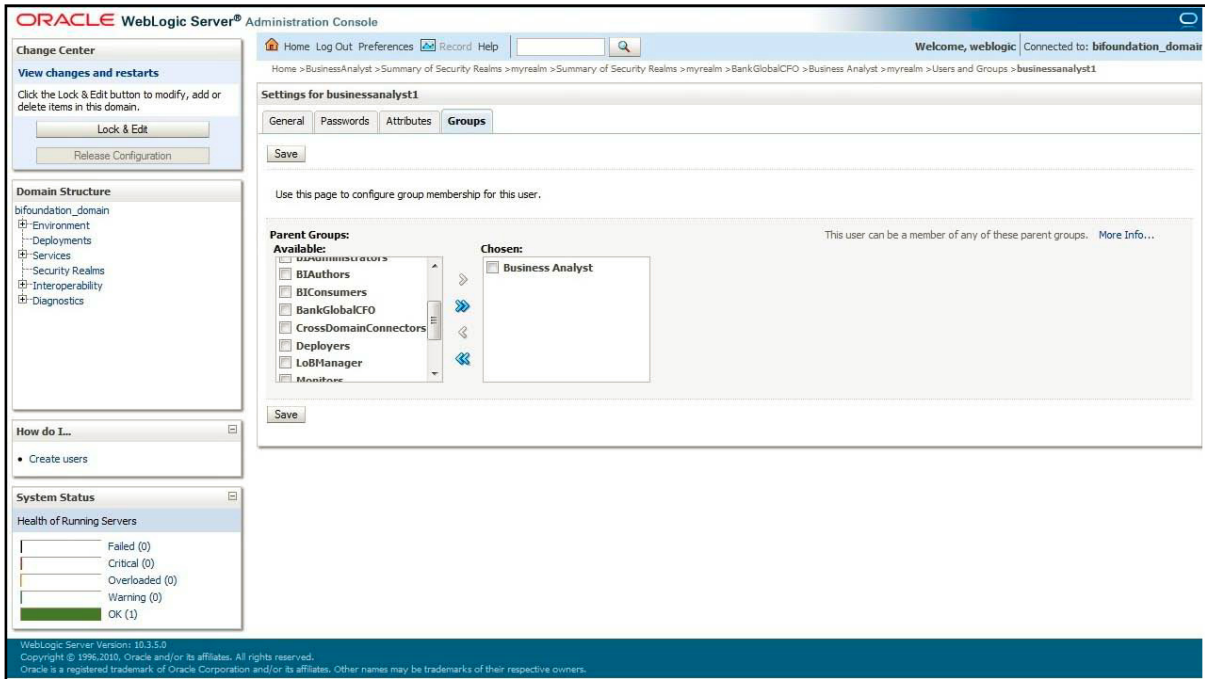 ORACLE WebLogic Server® Administration Console
Change Center
View changes and restarts
Click the Lock & Edit button to modify, add or
delete items in this domain.
Lock & Edit
Release Configuration
Domain Structure
bifoundation_domain
Environment
Deployments
Services
Security Realms
Interoperability
Diagnostics
How do I...
Create users
System Status
Health of Running Servers
Failed (0)
Critical (0)
Overloaded (0)
Warning (0)
OK (1)
Home Log Out Preferences Record Help
Welcome, weblogic Connected to: bifoundation_domain
Home >BusinessAnalyst >Summary of Security Realms >myrealm >Summary of Security Realms >myrealm >BankGlobalCFO >Business Analyst >myrealm >Users and Groups >businessanalyst1
Settings for businessanalyst1
General Passwords Attributes Groups
Save
Use this page to configure group membership for this user.
Parent Groups:
This user can be a member of any of these parent groups. More Info...
Available:
BIAdministrators
BIAuthors
BIConsumers
BankGlobalCFO
CrossDomainConnectors
Deployers
LoBManager
Monitors
Chosen:
Business Analyst
Save
WebLogic Server Version: 10.3.5.0
Copyright © 1996,2010, Oracle and/or its affiliates. All rights reserved.
Oracle is a registered trademark of Oracle Corporation and/or its affiliates. Other names may be trademarks of their respective owners.